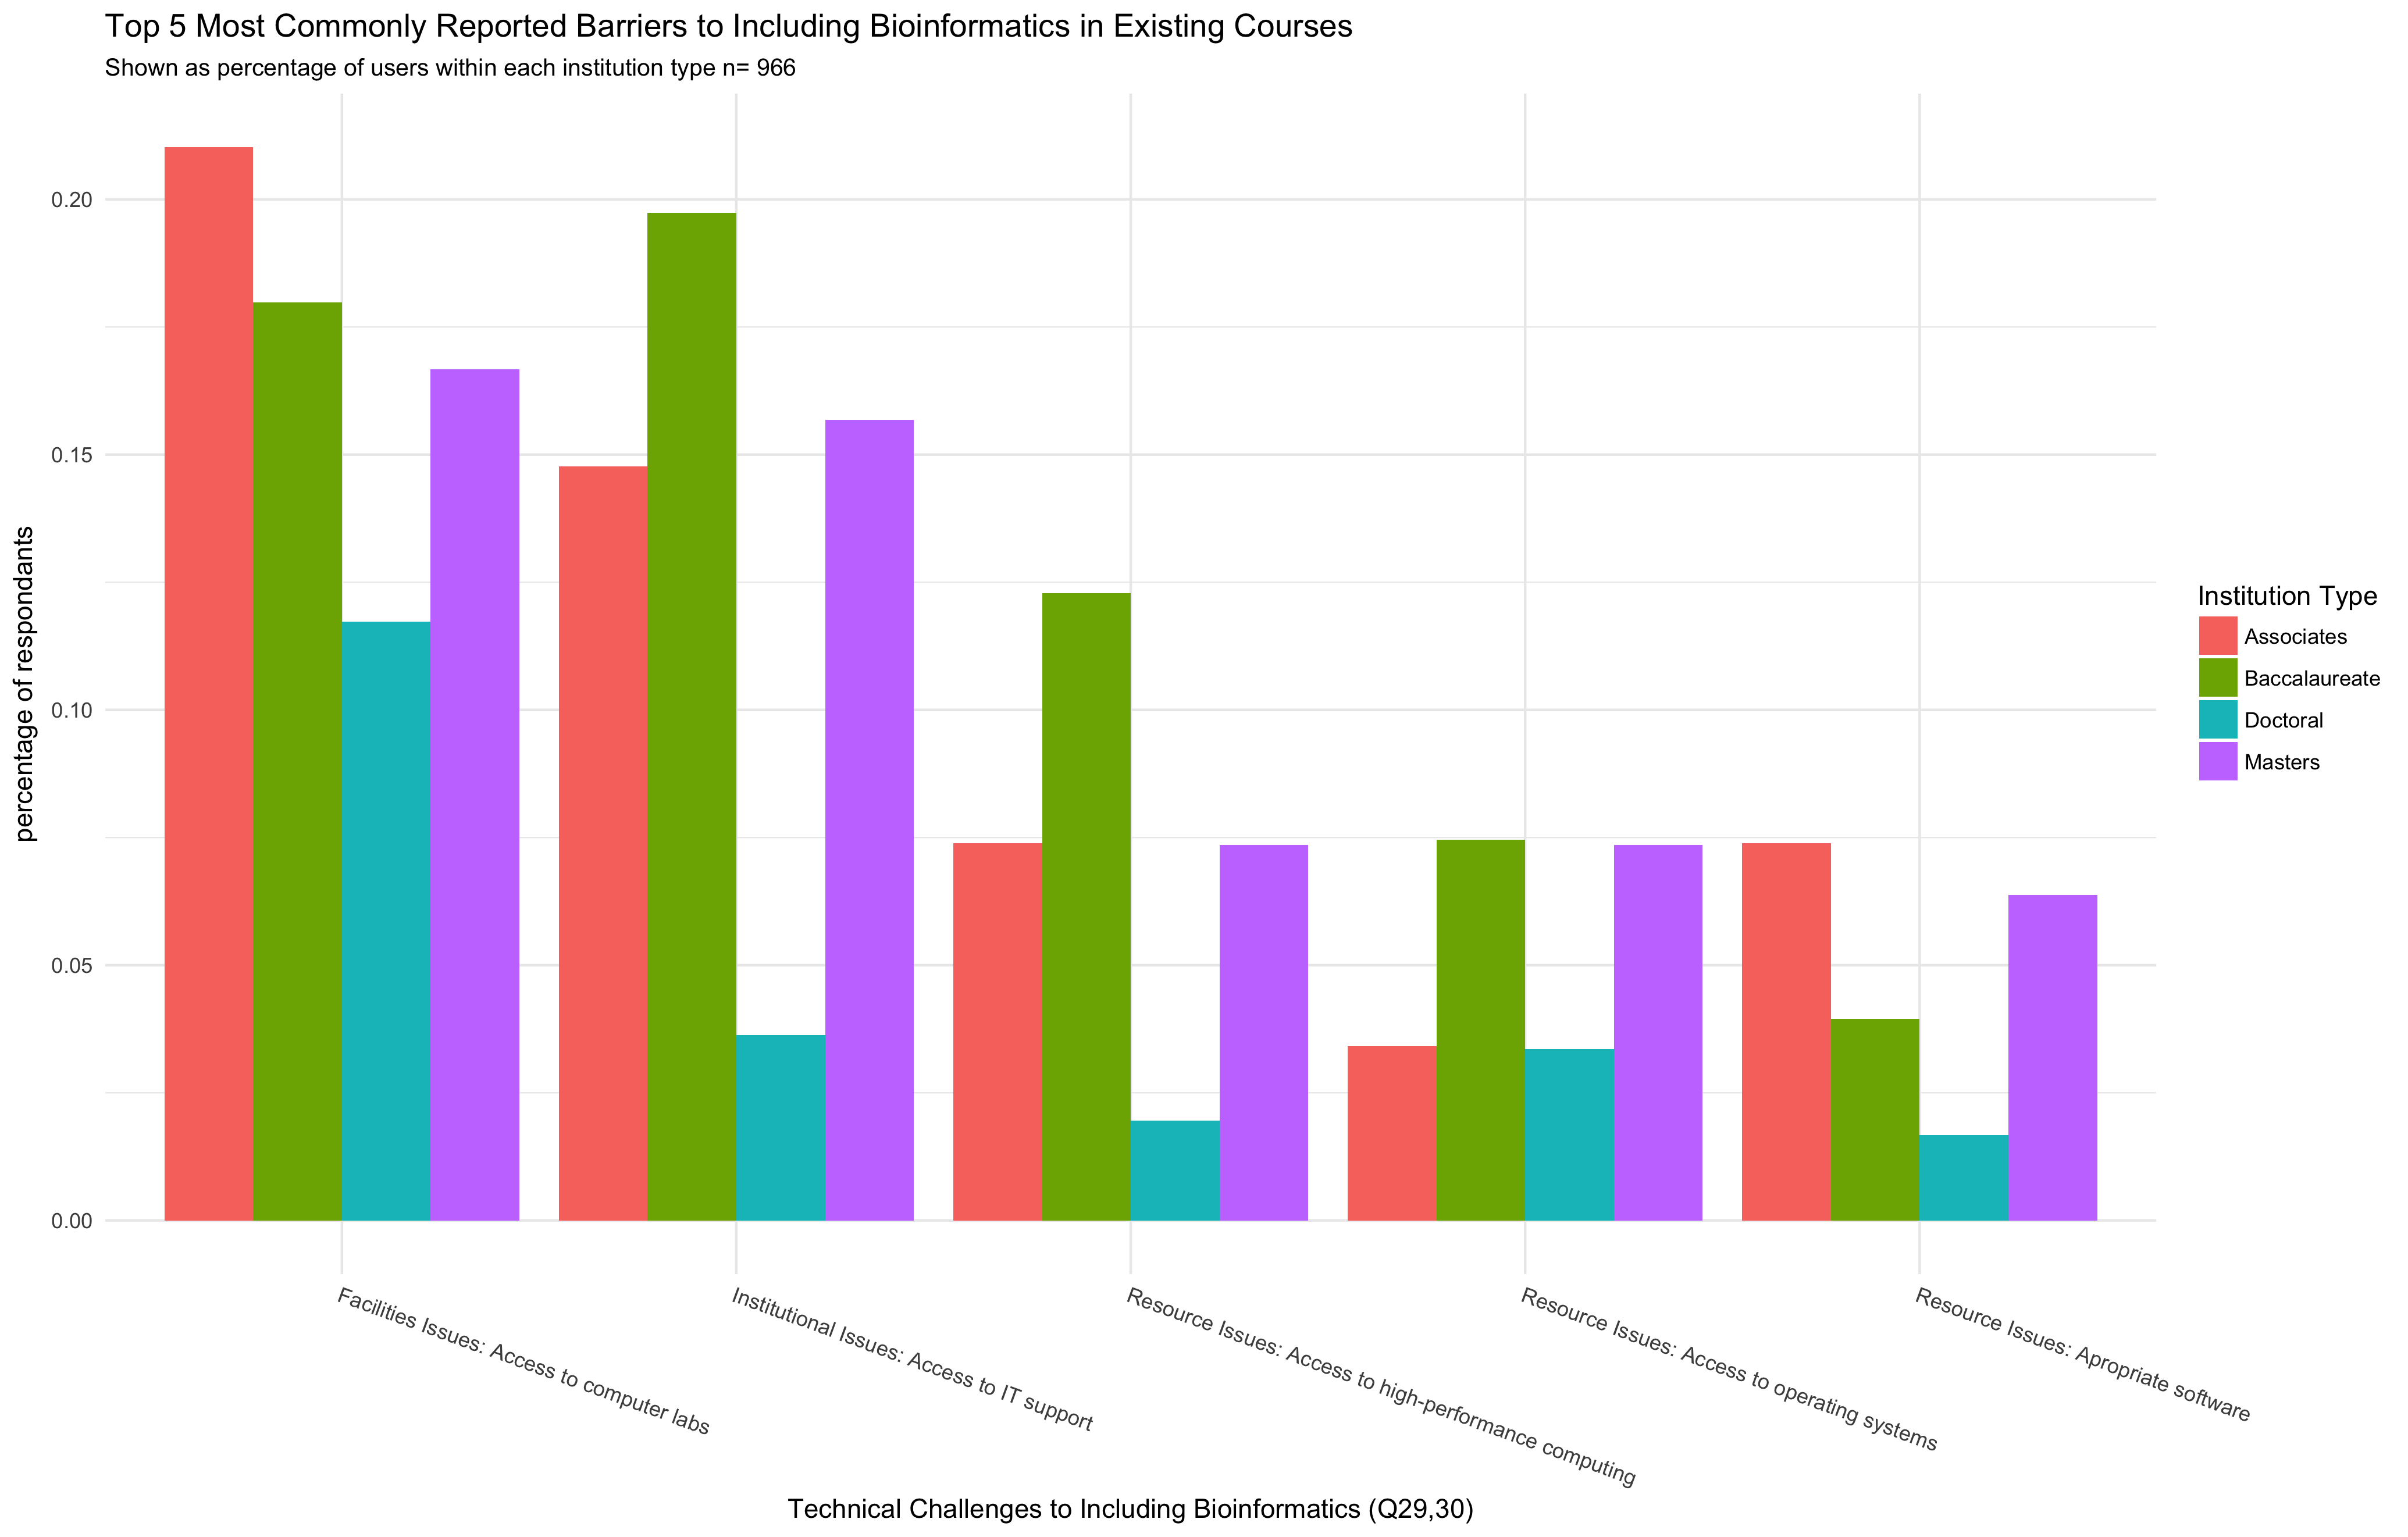 Top 5 Most Commonly Reported Barriers to Including Bioinformatics in Existing Courses
Shown as percentage of users within each institution type n= 966
percentage of respondants
0.20
0.15
0.10
0.05
0.00
Facilities Issues: Access to computer labs
Institutional Issues: Access to IT support
Resource Issues: Access to high-performance computing
Resource Issues: Access to operating systems
Resource Issues: Apropriate software
Technical Challenges to Including Bioinformatics (Q29,30)
Institution Type
Associates
Baccalaureate
Doctoral
Masters